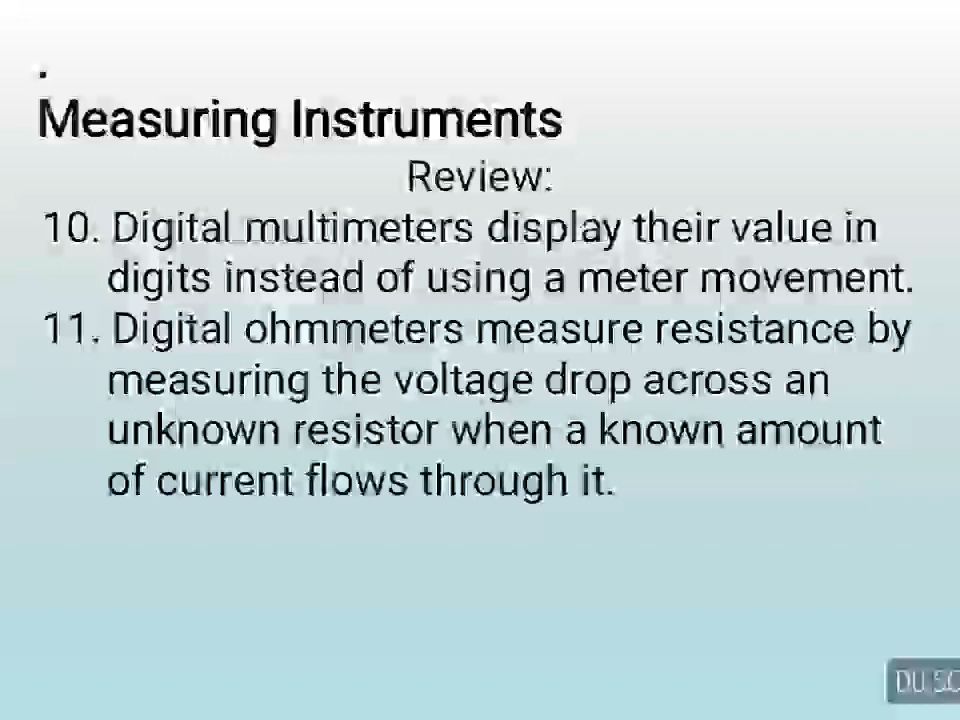 .
Measuring Instruments
Review:
10. Digital multimeters display their value in
digits instead of using a meter movement.
11. Digital ohmmeters measure resistance by
measuring the voltage drop across an
unknown resistor when a known amount
of current flows through it.
DU